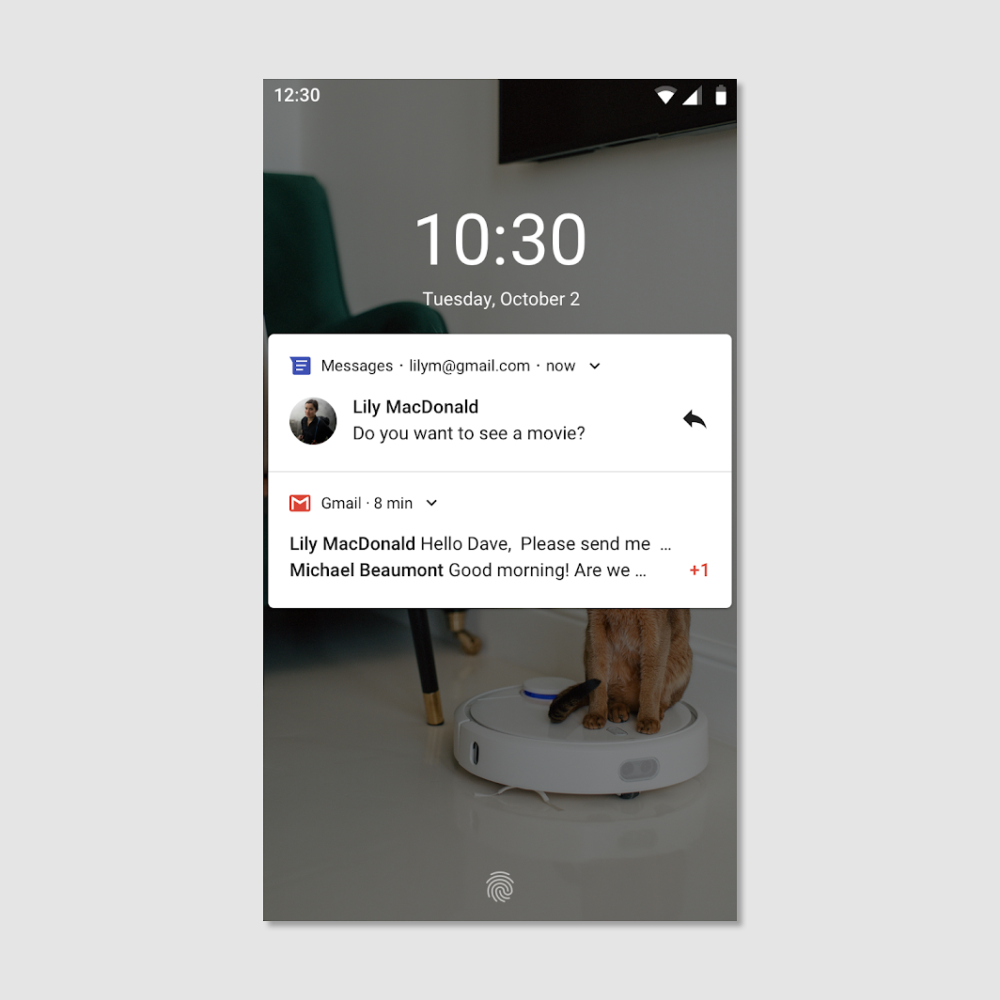 12:30
10:30
Tuesday, October 2
Messages · lilym@gmail.com · now
Lily MacDonald
Do you want to see a movie?
Gmail · 8 min
Lily MacDonald Hello Dave,  Please send me  ...
Michael Beaumont Good morning! Are we ... +1